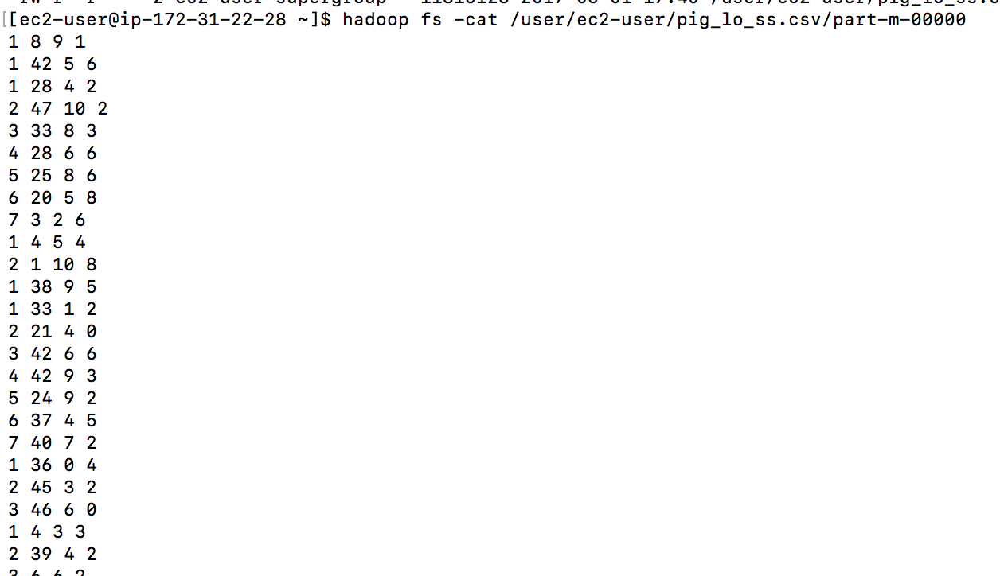 [[ec2-user@ip-172-31-22-28 ~]$ hadoop fs -cat /user/ec2-user/pig_lo_ss.csv/part-m-00000
1 8 9 1
1 42 5 6
1 28 4 2
2 47 10 2
3 33 8 3
4 28 6 6
5 25 8 6
6 20 5 8
7 3 2 6
1 4 5 4
2 1 10 8
1 38 9 5
1 33 1 2
2 21 4 0
3 42 6 6
4 42 9 3
5 24 9 2
6 37 4 5
7 40 7 2
1 36 0 4
2 45 3 2
3 46 6 0
1 4 3 3
2 39 4 2
3 6 6 2